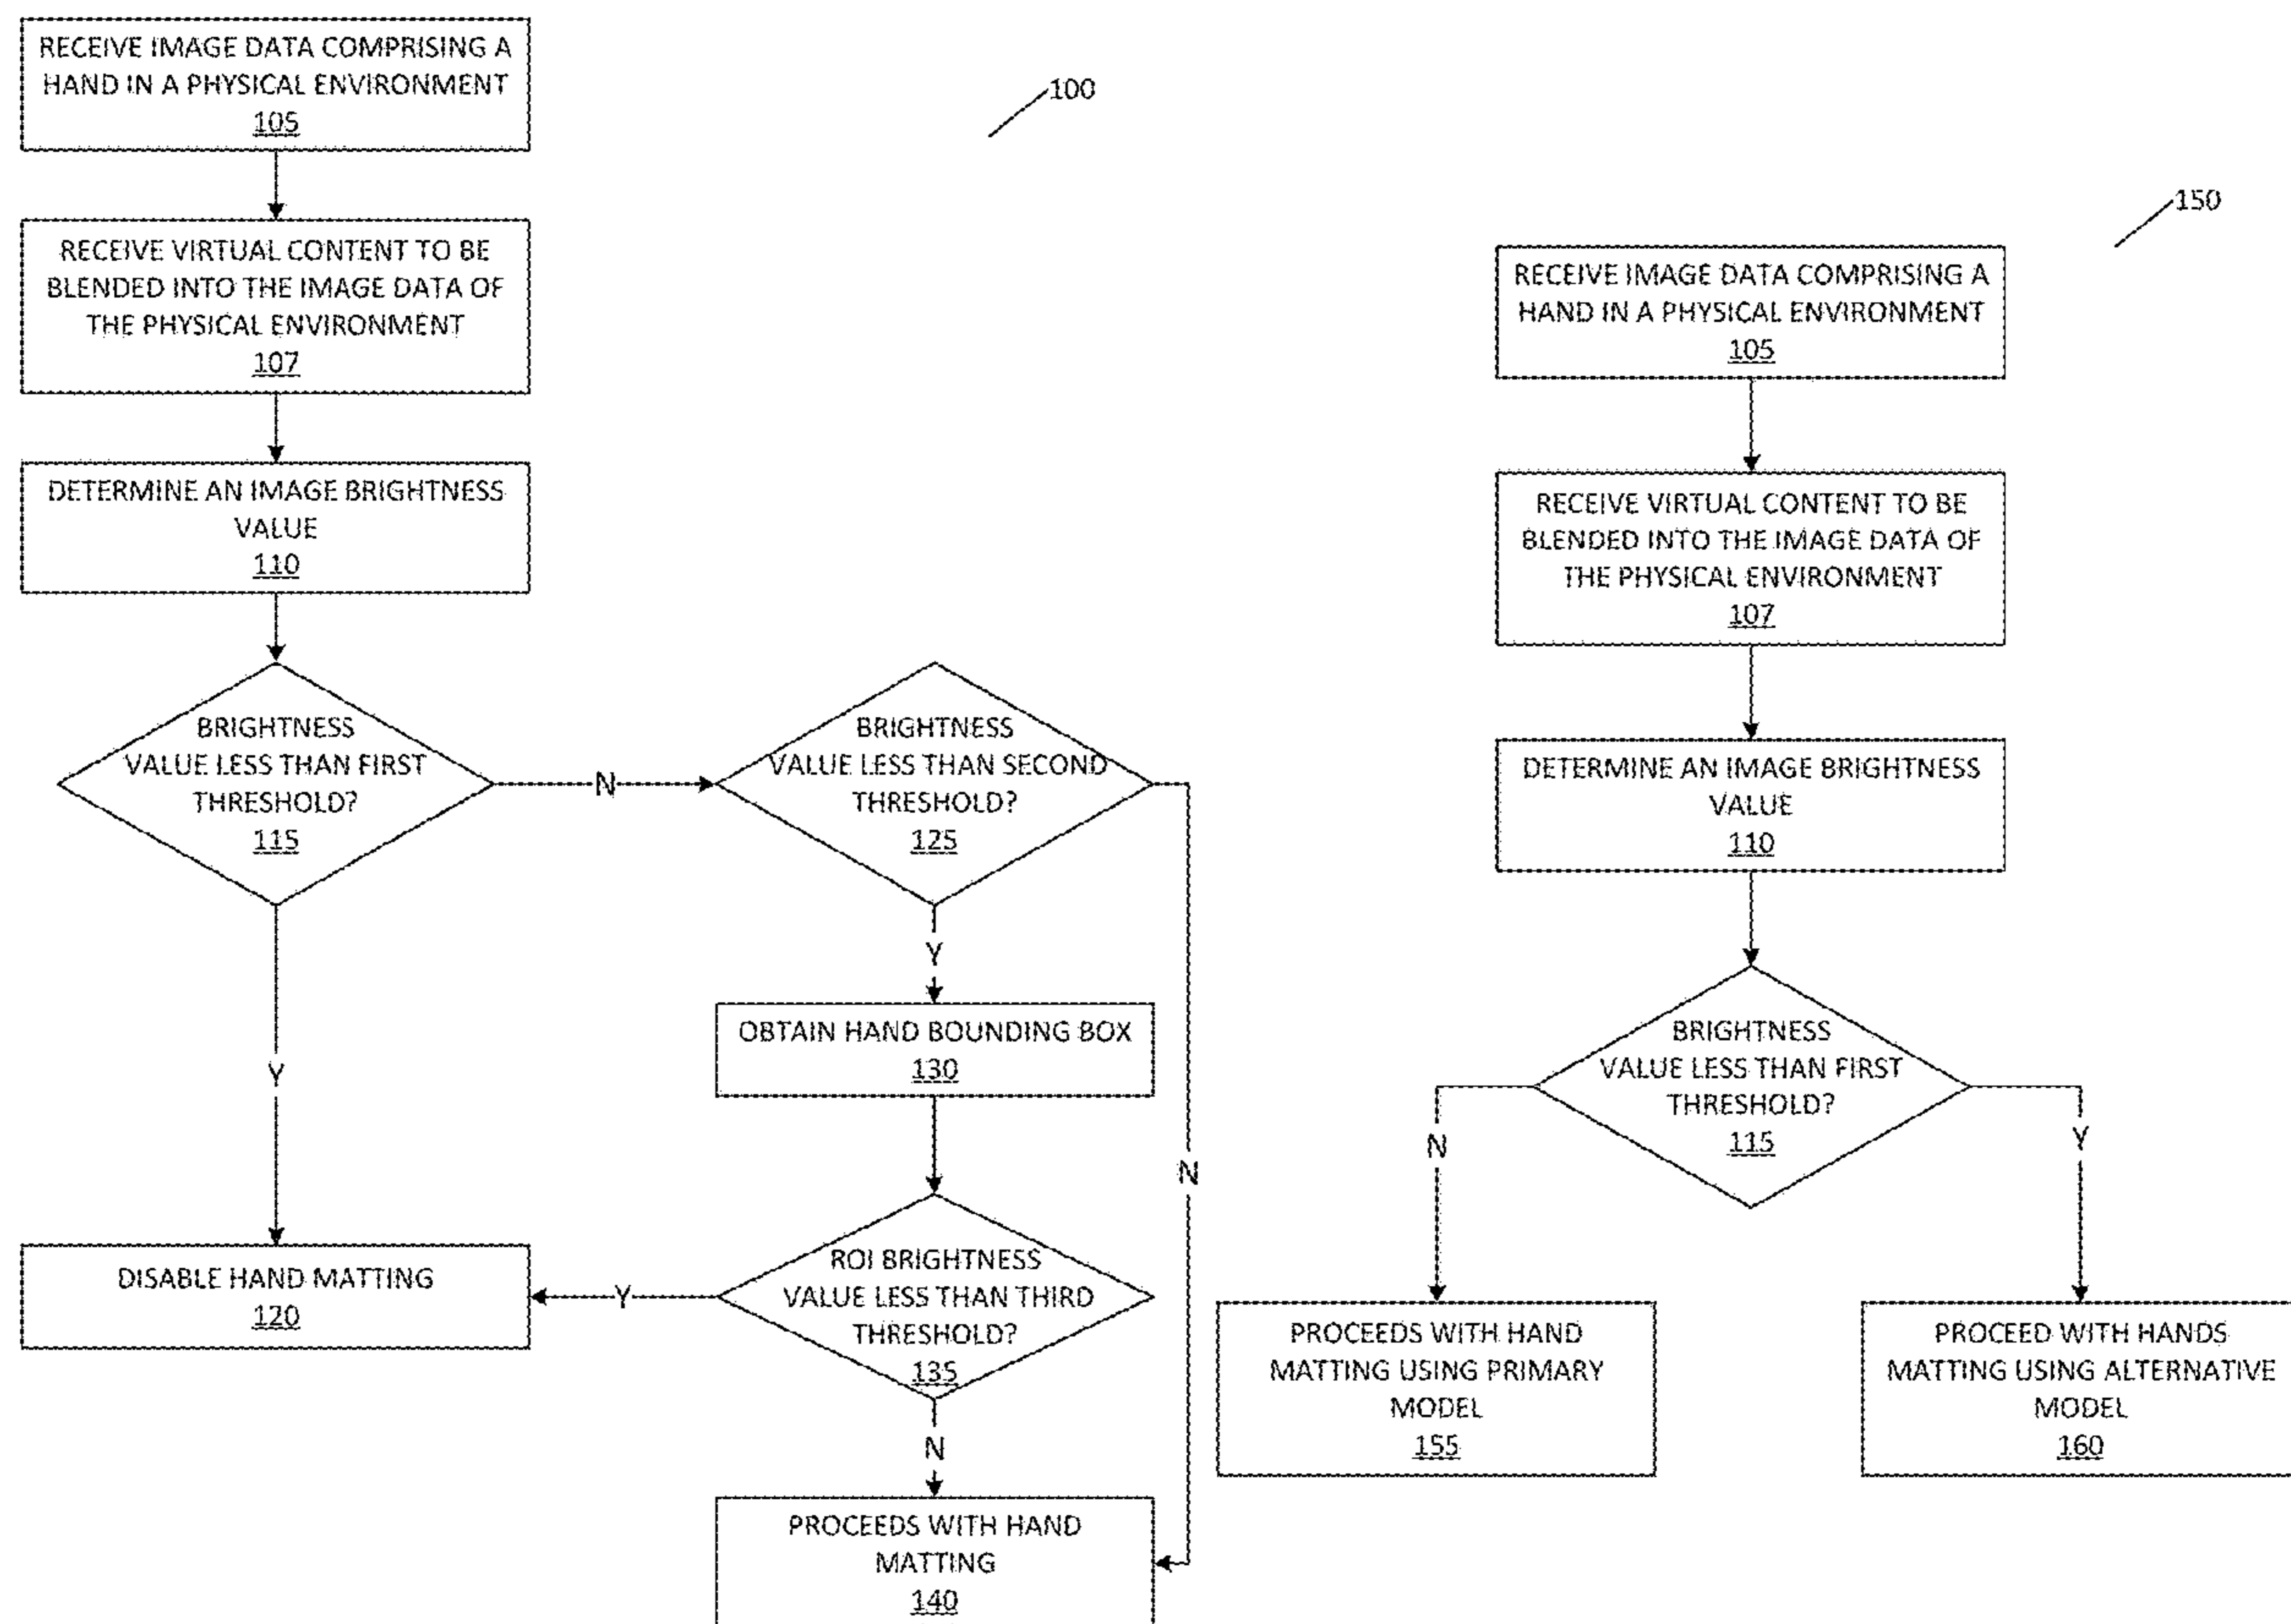 RECEIVE IMAGE DATA COMPRISING A
HAND IN A PHYSICAL ENVIRONMENT
105
100
RECEIVE VIRTUAL CONTENT TO BE
BLENDED INTO THE IMAGE DATA OF
THE PHYSICAL ENVIRONMENT
107
DETERMINE AN IMAGE BRIGHTNESS
VALUE
110
BRIGHTNESS
VALUE LESS THAN FIRST
THRESHOLD?
115
N
BRIGHTNESS
VALUE LESS THAN SECOND
THRESHOLD?
125
Y
Y
N
OBTAIN HAND BOUNDING BOX
130
DISABLE HAND MATTING
120
Y
ROI BRIGHTNESS
VALUE LESS THAN THIRD
THRESHOLD?
135
N
PROCEEDS WITH HAND
MATTING
140
150
RECEIVE IMAGE DATA COMPRISING A
HAND IN A PHYSICAL ENVIRONMENT
105
RECEIVE VIRTUAL CONTENT TO BE
BLENDED INTO THE IMAGE DATA OF
THE PHYSICAL ENVIRONMENT
107
DETERMINE AN IMAGE BRIGHTNESS
VALUE
110
BRIGHTNESS
VALUE LESS THAN FIRST
THRESHOLD?
115
N
Y
PROCEEDS WITH HAND
MATTING USING PRIMARY
MODEL
155
PROCEED WITH HANDS
MATTING USING ALTERNATIVE
MODEL
160